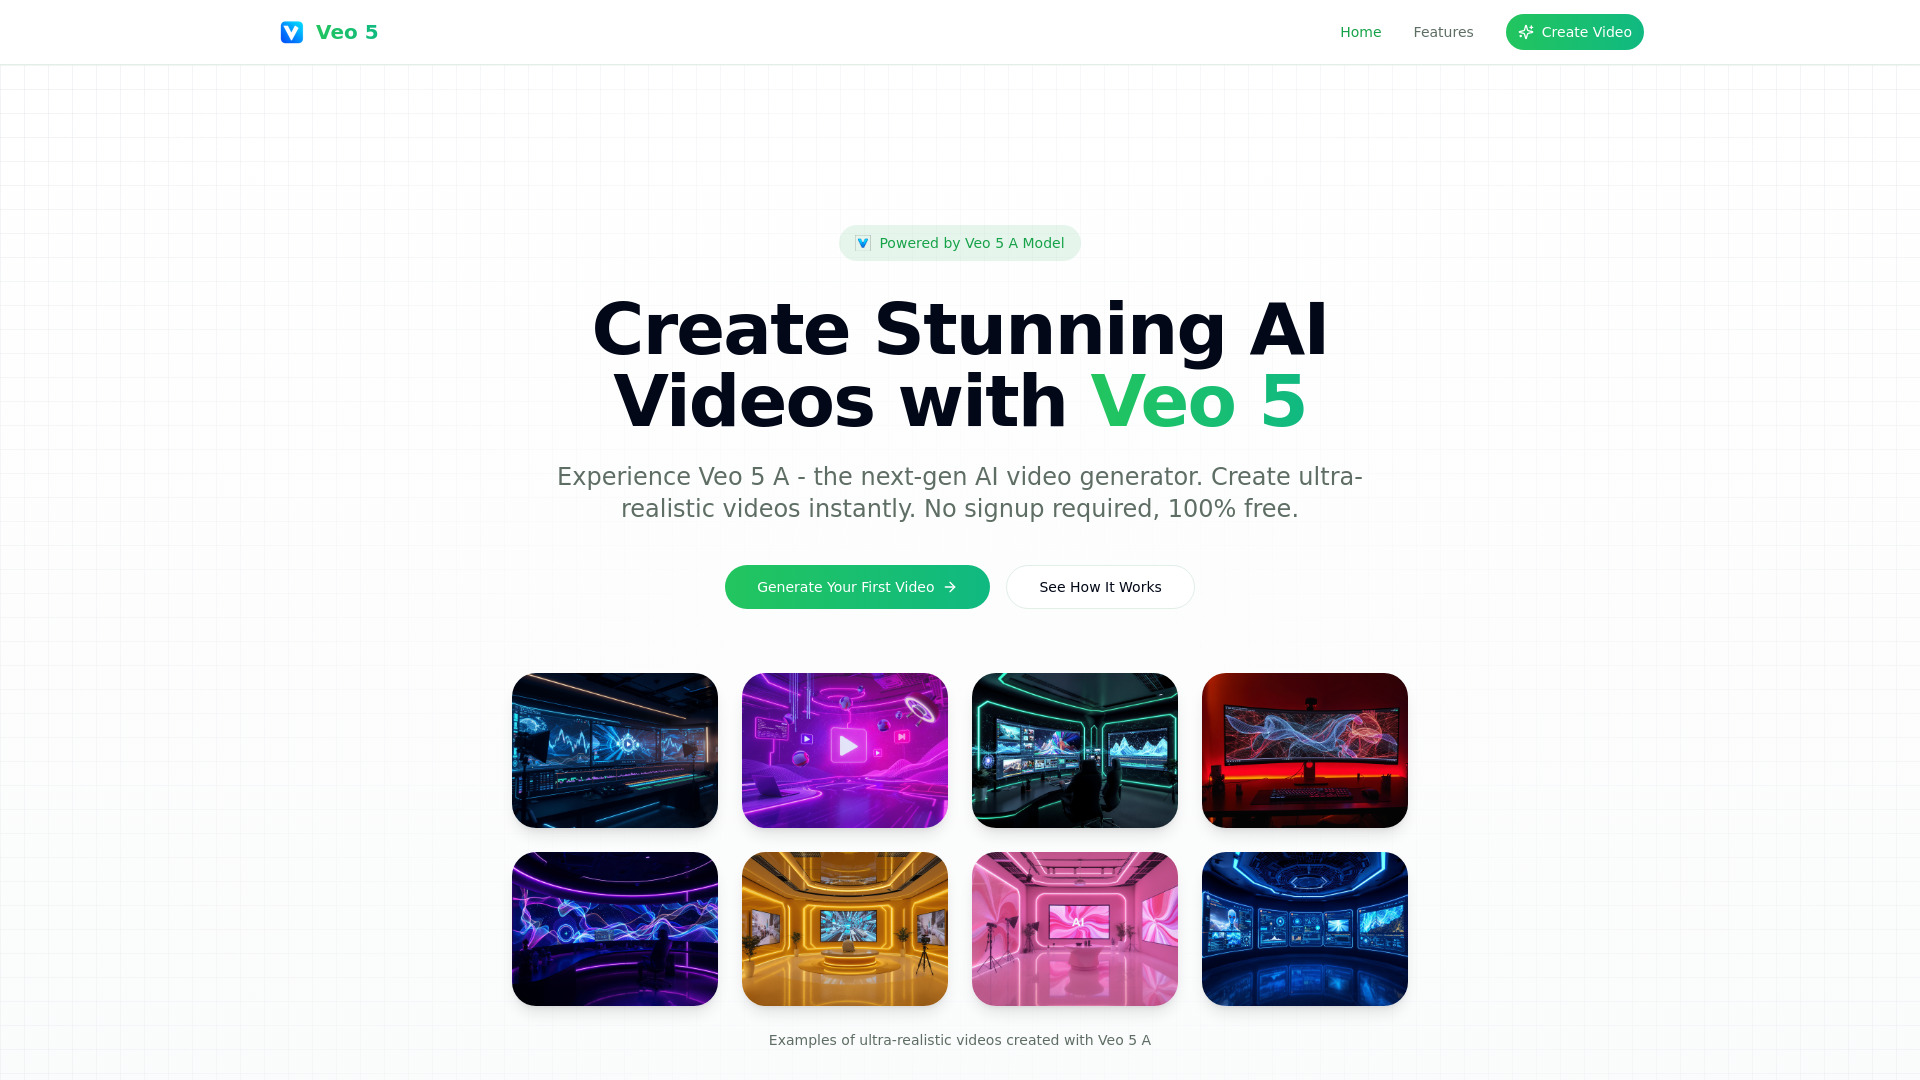 Veo 5
Home
Features
Create Video
Powered by Veo 5 A Model
Create Stunning AI
Videos with Veo 5
Experience Veo 5 A - the next-gen AI video generator. Create ultra-
realistic videos instantly. No signup required, 100% free.
Generate Your First Video
See How It Works
AI
Examples of ultra-realistic videos created with Veo 5 A